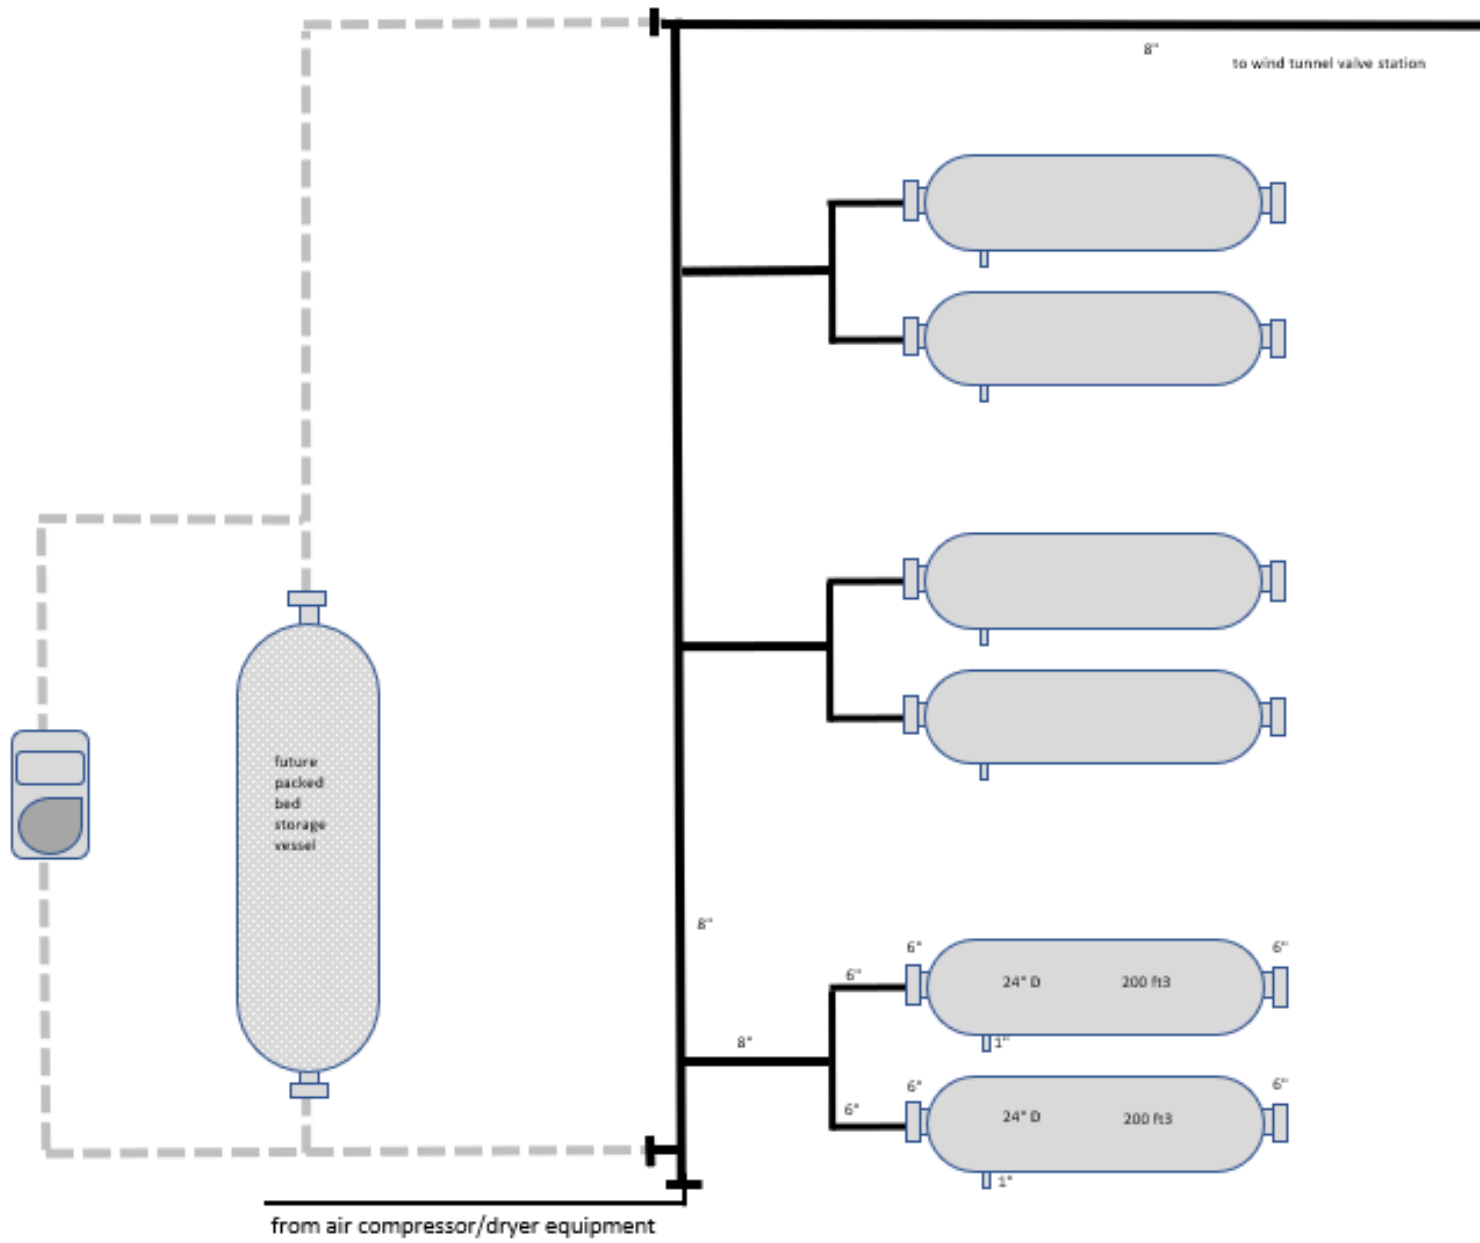 8"
to wind tunnel valve station
future
packed
bed
storage
vessel
8"
6" 6"
6" 24" D 200 ft3
8" 1"
6" 6"
6" 24" D 200 ft3
1"
from air compressor/dryer equipment